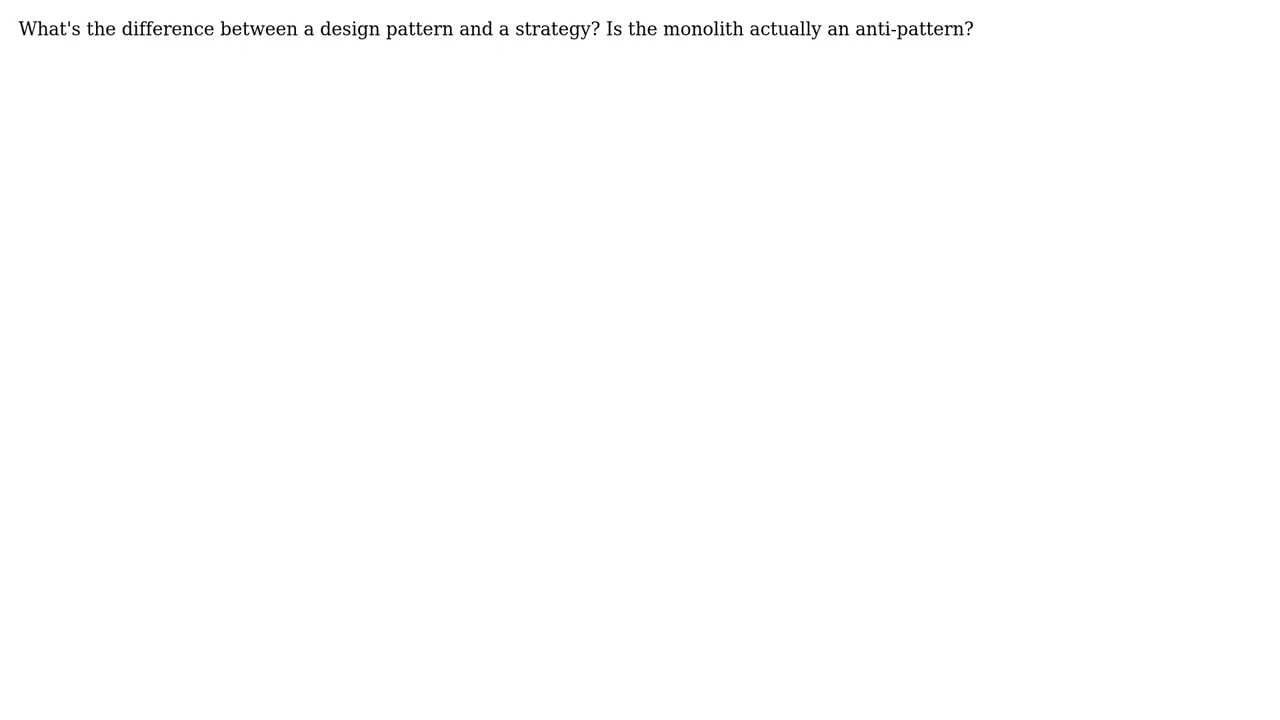 What's the difference between a design pattern and a strategy? Is the monolith actually an anti-pattern?